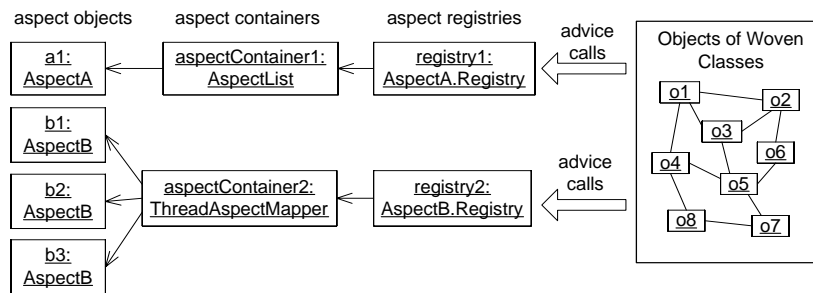 aspect objects
aspect containers
aspect registries
advice
calls
Objects of Woven
Classes
a1:
AspectA
aspectContainer1:
AspectList
registry1:
AspectA.Registry
b1:
AspectB
b2:
AspectB
b3:
AspectB
aspectContainer2:
ThreadAspectMapper
registry2:
AspectB.Registry
advice
calls
o1
o2
o3
o6
o4
o5
o8
o7